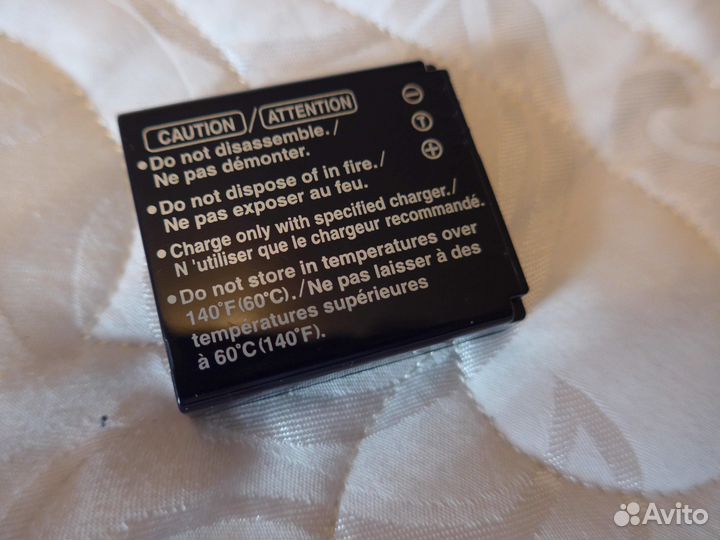 CAUTION / ATTENTION
•Do not disassemble./
Ne pas démonter.
•Do not dispose of in fire./
Ne pas exposer au feu.
•Charge only with specified charger./
N'utiliser que le chargeur recommandé.
•Do not store in temperatures over
140°F(60°C)./Ne pas laisser à des
températures supérieures
à 60°C(140°F).
⊖
Ⓣ
⊕
Avito